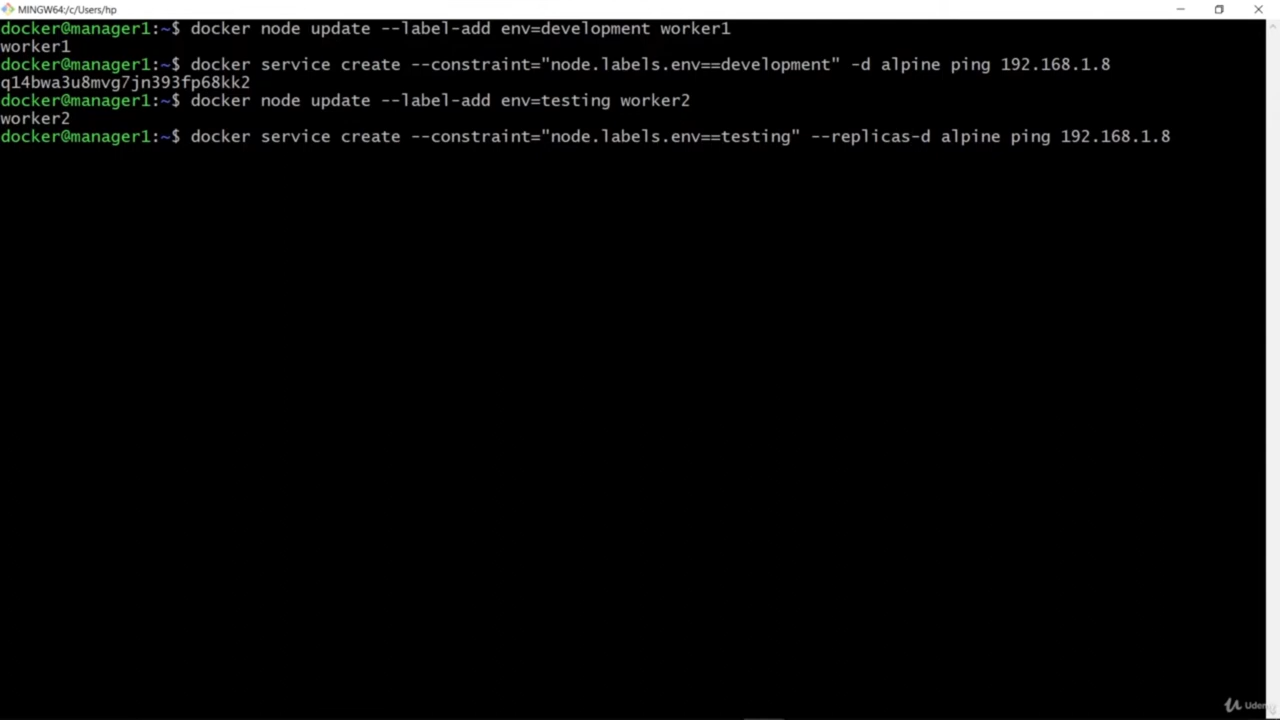 MINGW64:/c/Users/hp
docker@manager1:~$ docker node update --label-add env=development worker1
worker1
docker@manager1:~$ docker service create --constraint="node.labels.env==development" -d alpine ping 192.168.1.8
q14bwa3u8mvg7jn393fp68kk2
docker@manager1:~$ docker node update --label-add env=testing worker2
worker2
docker@manager1:~$ docker service create --constraint="node.labels.env==testing" --replicas-d alpine ping 192.168.1.8